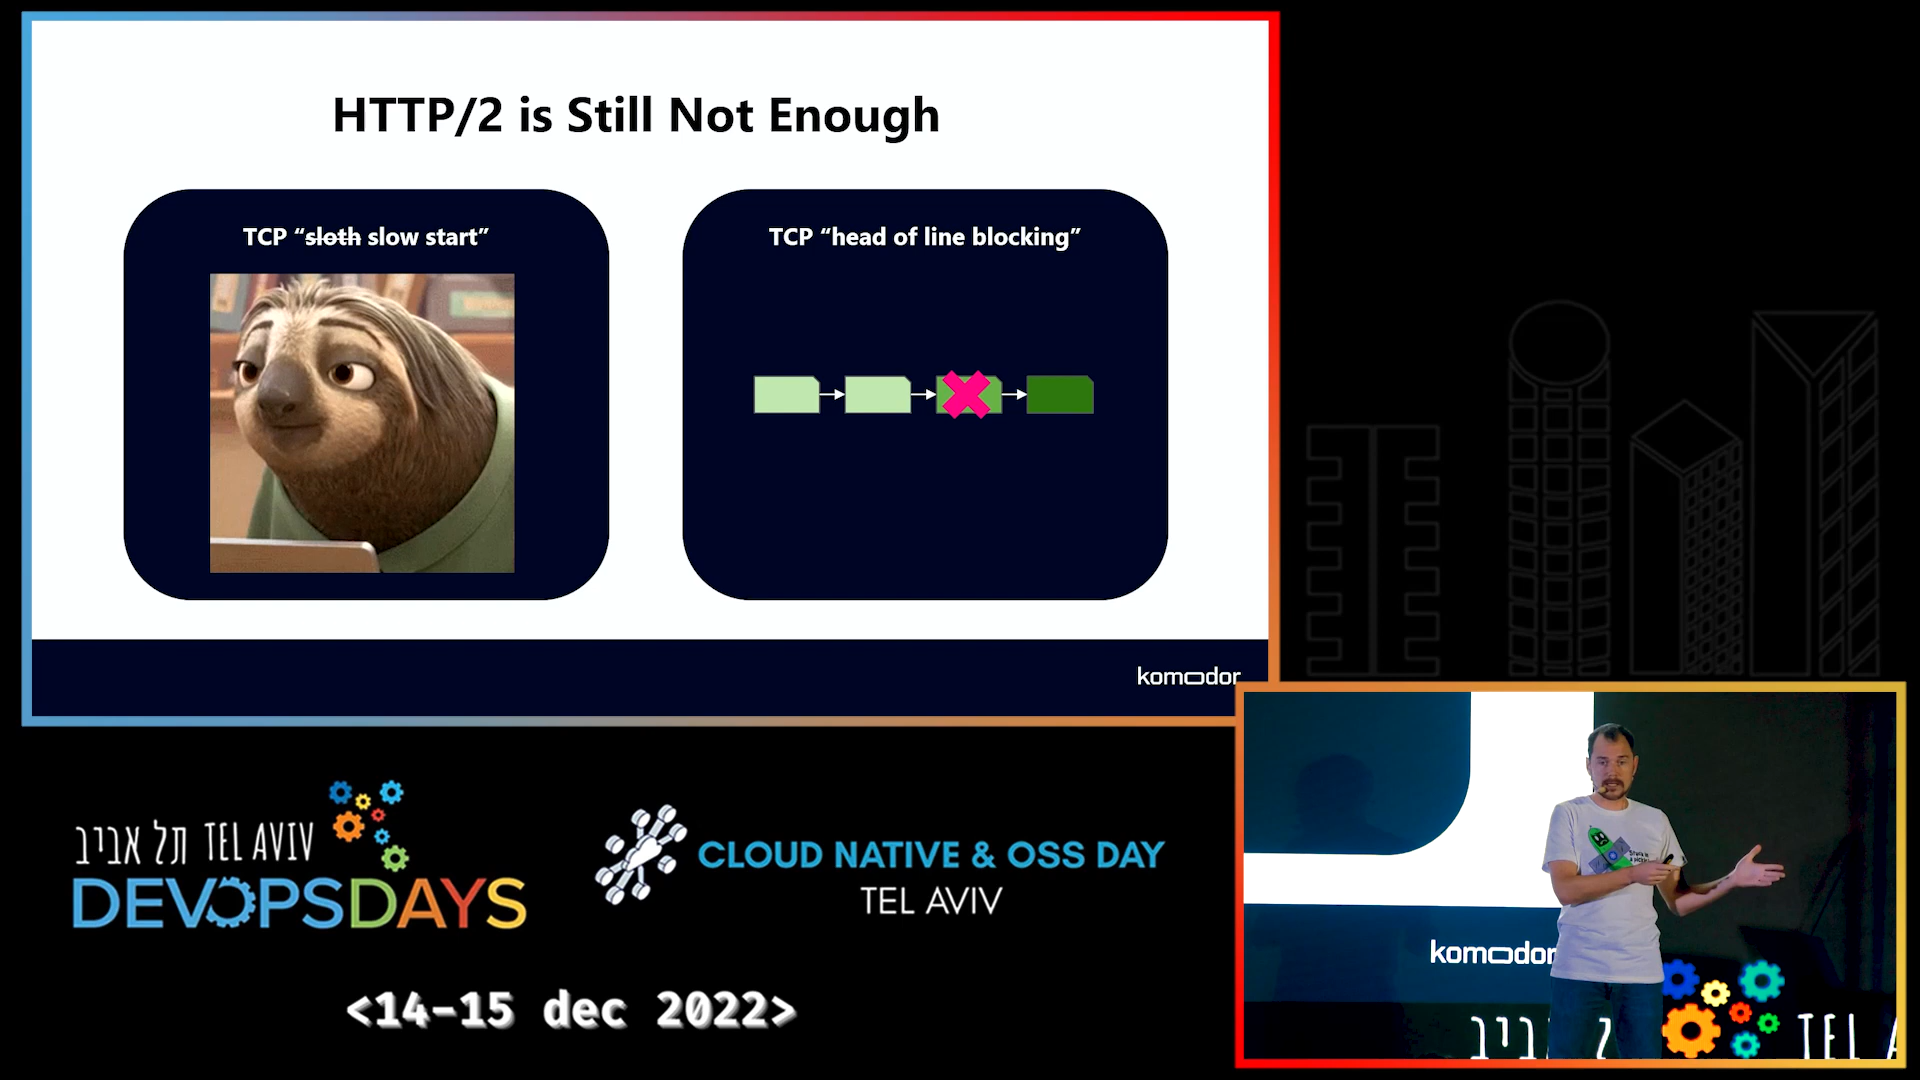 HTTP/2 is Still Not Enough
TCP “sloth slow start”
TCP “head of line blocking”
komodor
תל אביב TEL AVIV
DEVOPSDAYS
CLOUD NATIVE & OSS DAY
TEL AVIV
<14-15 dec 2022>
komodor
TEL A